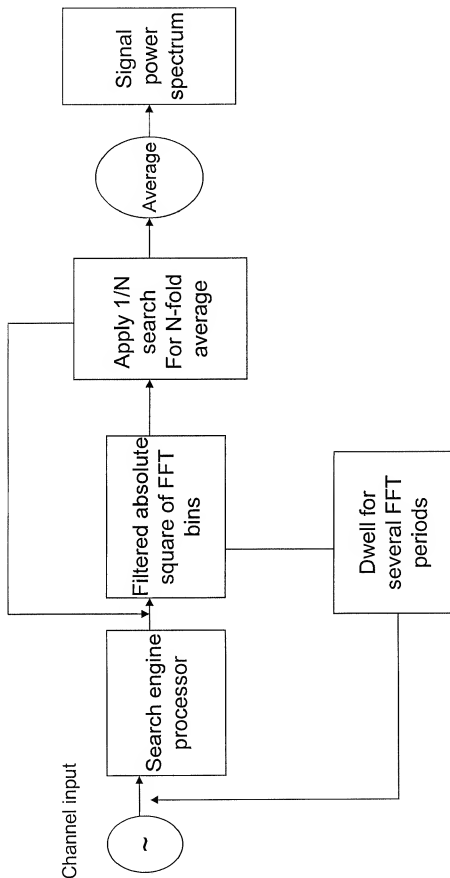 Channel input
~
Search engine
processor
Filtered absolute
square of FFT
bins
Apply 1/N
search
For N-fold
average
Average
Signal
power
spectrum
Dwell for
several FFT
periods